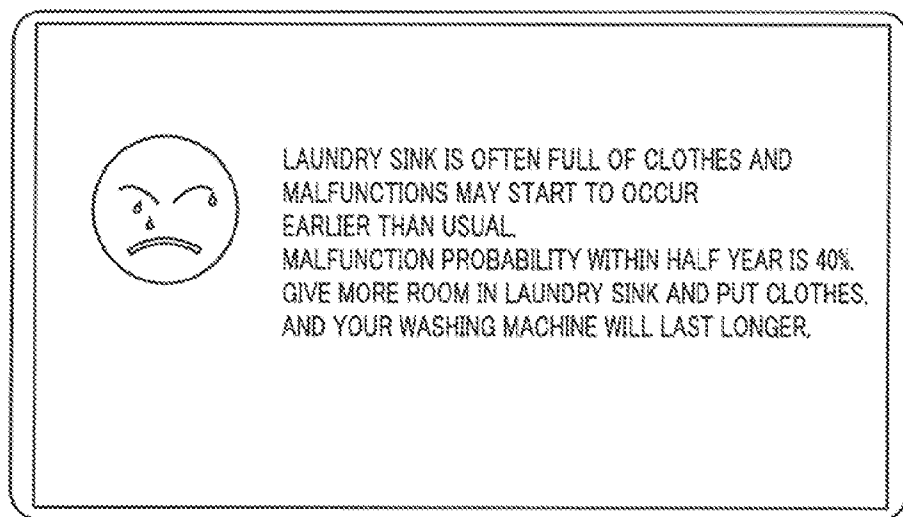 LAUNDRY SINK IS OFTEN FULL OF CLOTHES AND
MALFUNCTIONS MAY START TO OCCUR
EARLIER THAN USUAL.
MALFUNCTION PROBABILITY WITHIN HALF YEAR IS 40%.
GIVE MORE ROOM IN LAUNDRY SINK AND PUT CLOTHES,
AND YOUR WASHING MACHINE WILL LAST LONGER.